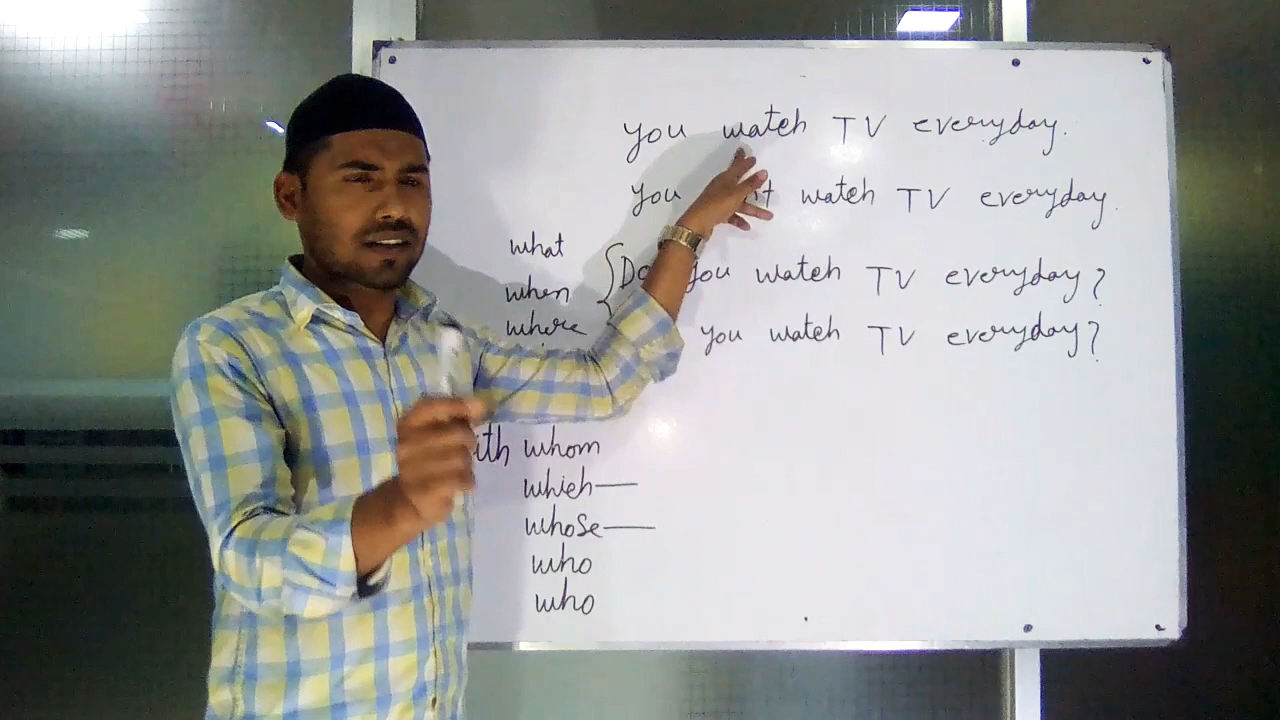 you watch TV everyday.
you watch TV everyday.
what
when
where
Do you watch TV everyday?
you watch TV everyday?
whom
which—
whose—
who
who